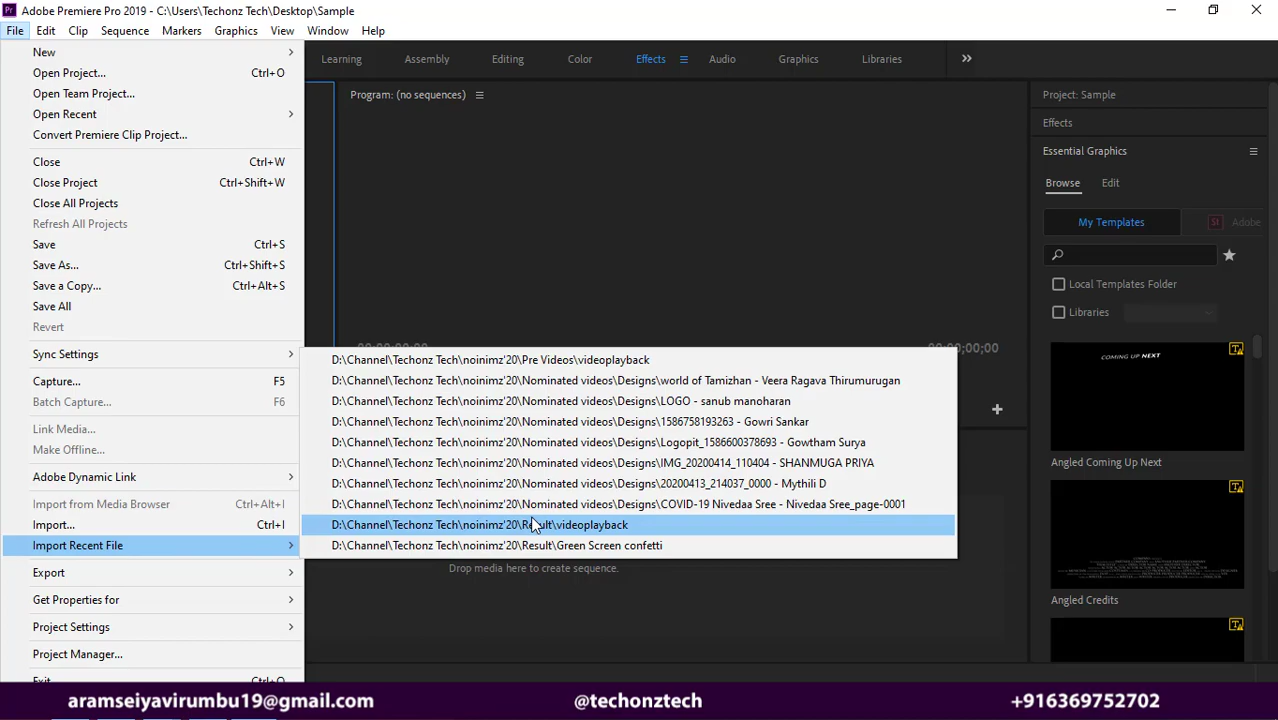 Adobe Premiere Pro 2019 - C:\Users\Techonz Tech\Desktop\Sample
File Edit Clip Sequence Markers Graphics View Window Help
Learning Assembly Editing Color Effects Audio Graphics Libraries
New
Open Project... Ctrl+O
Open Team Project...
Open Recent
Convert Premiere Clip Project...
Close Ctrl+W
Close Project Ctrl+Shift+W
Close All Projects
Refresh All Projects
Save Ctrl+S
Save As... Ctrl+Shift+S
Save a Copy... Ctrl+Alt+S
Save All
Revert
Sync Settings
Capture... F5
Batch Capture... F6
Link Media...
Make Offline...
Adobe Dynamic Link
Import from Media Browser Ctrl+Alt+I
Import... Ctrl+I
Import Recent File
Export
Get Properties for
Project Settings
Project Manager...
Exit Ctrl+Q
D:\Channel\Techonz Tech\noinimz'20\Pre Videos\videoplayback
D:\Channel\Techonz Tech\noinimz'20\Nominated videos\Designs\world of Tamizhan - Veera Ragava Thirumurugan
D:\Channel\Techonz Tech\noinimz'20\Nominated videos\Designs\LOGO - sanub manoharan
D:\Channel\Techonz Tech\noinimz'20\Nominated videos\Designs\1586758193263 - Gowri Sankar
D:\Channel\Techonz Tech\noinimz'20\Nominated videos\Designs\Logopit_1586600378693 - Gowtham Surya
D:\Channel\Techonz Tech\noinimz'20\Nominated videos\Designs\IMG_20200414_110404 - SHANMUGA PRIYA
D:\Channel\Techonz Tech\noinimz'20\Nominated videos\Designs\20200413_214037_0000 - Mythili D
D:\Channel\Techonz Tech\noinimz'20\Nominated videos\Designs\COVID-19 Nivedaa Sree - Nivedaa Sree_page-0001
D:\Channel\Techonz Tech\noinimz'20\Result\videoplayback
D:\Channel\Techonz Tech\noinimz'20\Result\Green Screen confetti
Program: (no sequences)
Drop media here to create sequence.
Project: Sample
Effects
Essential Graphics
Browse Edit
My Templates St Adobe
Local Templates Folder
Libraries
COMING UP NEXT
Angled Coming Up Next
Angled Credits
aramseiyavirumbu19@gmail.com @techonztech +916369752702